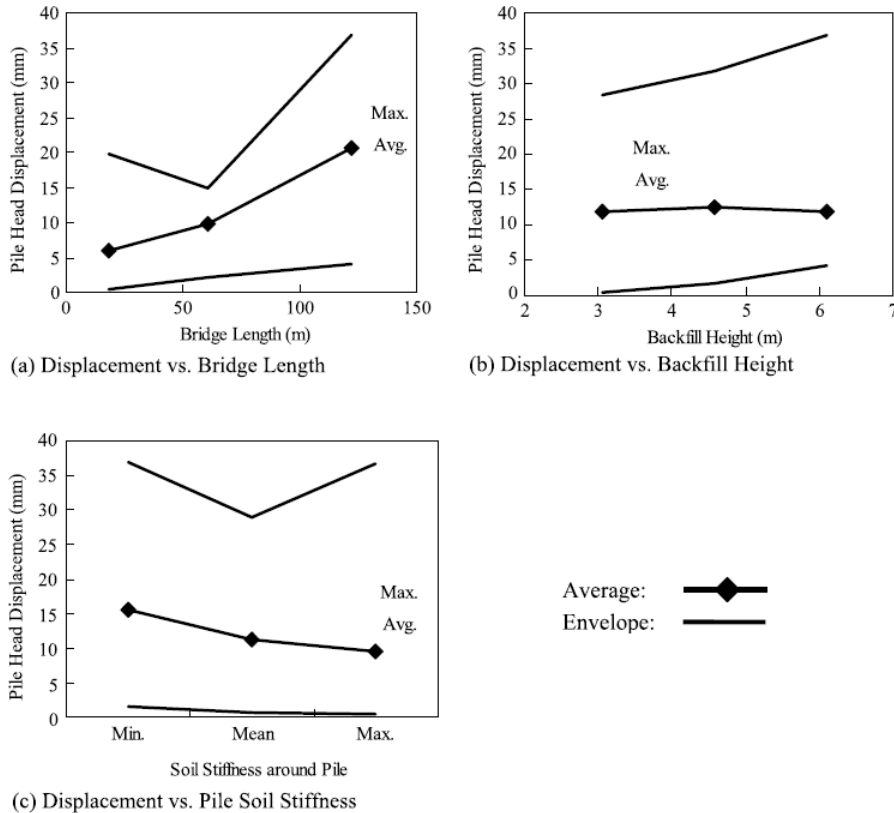 40
35
30
25
20
15
10
5
0
Pile Head Displacement (mm)
Max.
Avg.
0 50 100 150
Bridge Length (m)
(a) Displacement vs. Bridge Length
40
35
30
25
20
15
10
5
0
Pile Head Displacement (mm)
Max.
Avg.
2 3 4 5 6 7
Backfill Height (m)
(b) Displacement vs. Backfill Height
40
35
30
25
20
15
10
5
0
Pile Head Displacement (mm)
Max.
Avg.
Min. Mean Max.
Soil Stiffness around Pile
(c) Displacement vs. Pile Soil Stiffness
Average:
Envelope: